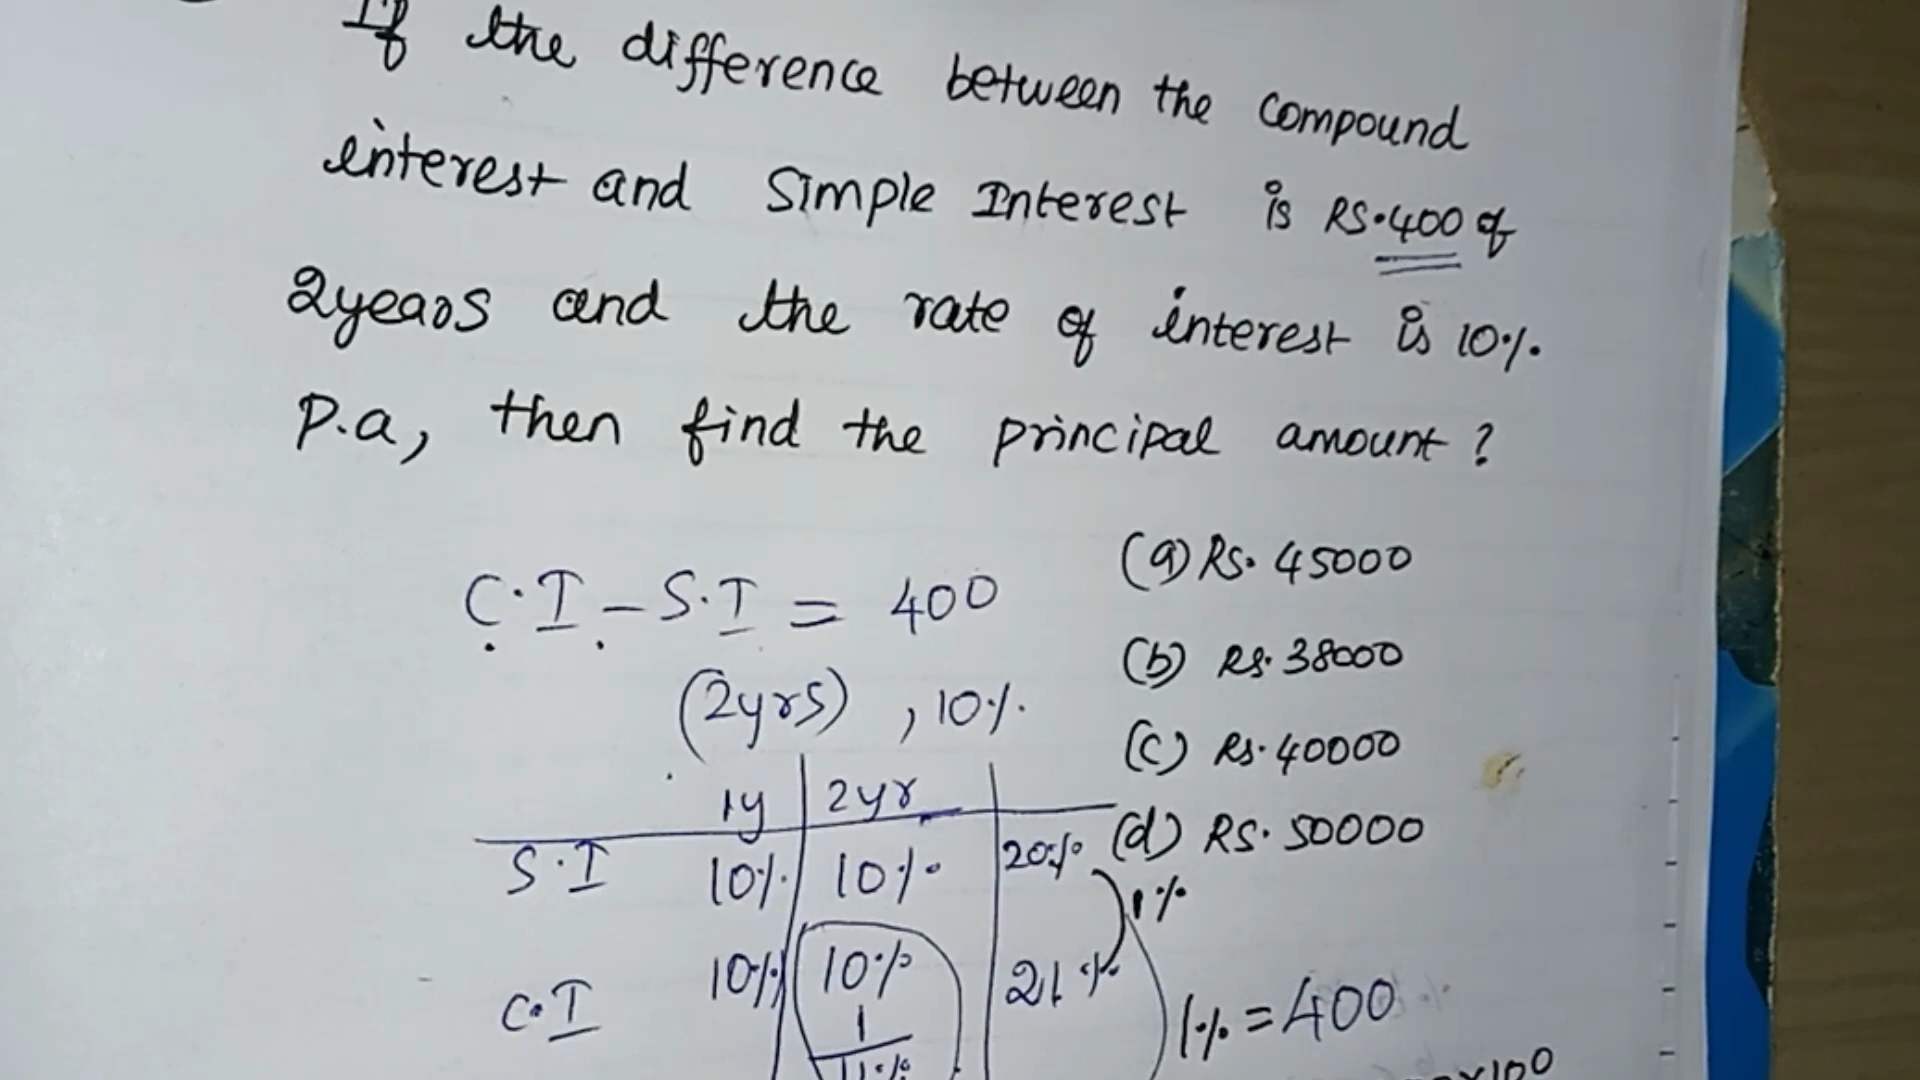 If the difference between the compound
interest and Simple Interest is RS.400 of
2years and the rate of interest is 10%.
P.a, then find the principal amount?
C.I - S.I = 400
(2yrs), 10%.
(a) Rs. 45000
(b) Rs. 38000
(c) Rs. 40000
(d) RS. 50000
1y 2yr
S.I 10% 10% 20%
1%
C.I 10% 10% 21%
1
11%
1% = 400
x100